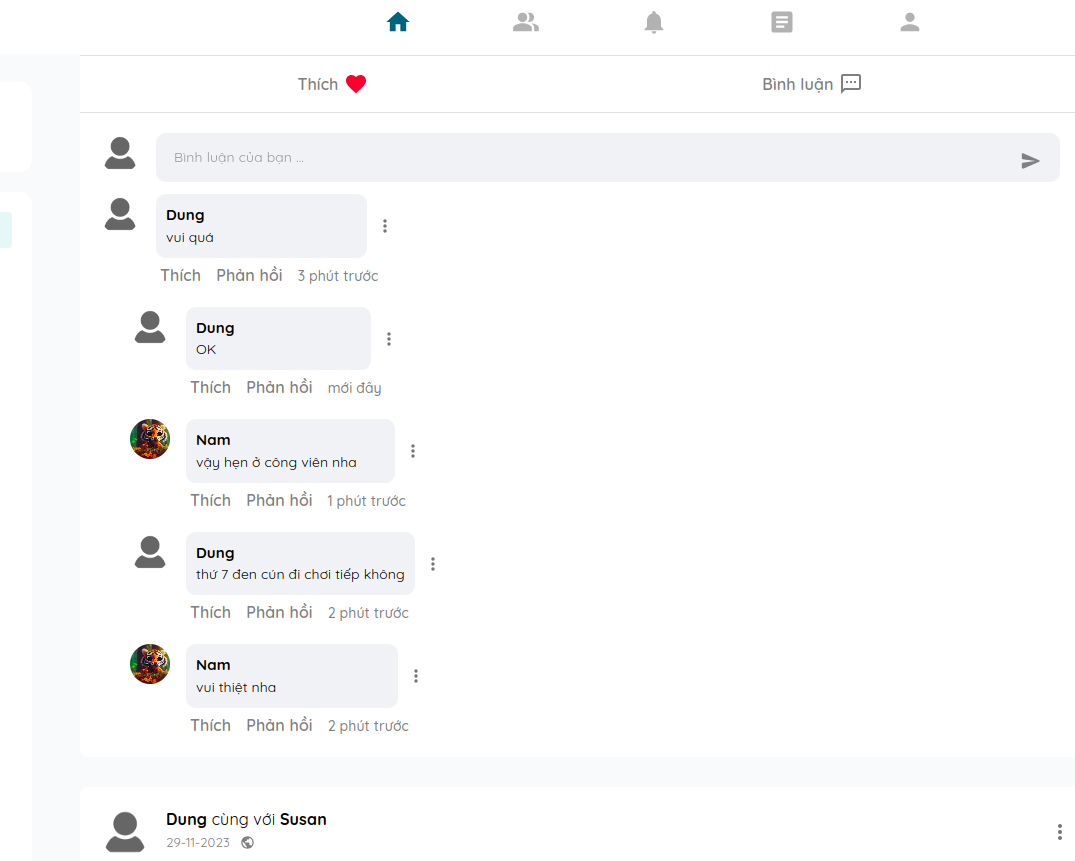 Thích
Bình luận
Bình luận của bạn ...
Dung
vui quá
Thích Phản hồi 3 phút trước
Dung
OK
Thích Phản hồi mới đây
Nam
vậy hẹn ở công viên nha
Thích Phản hồi 1 phút trước
Dung
thứ 7 đen cún đi chơi tiếp không
Thích Phản hồi 2 phút trước
Nam
vui thiệt nha
Thích Phản hồi 2 phút trước
Dung cùng với Susan
29-11-2023